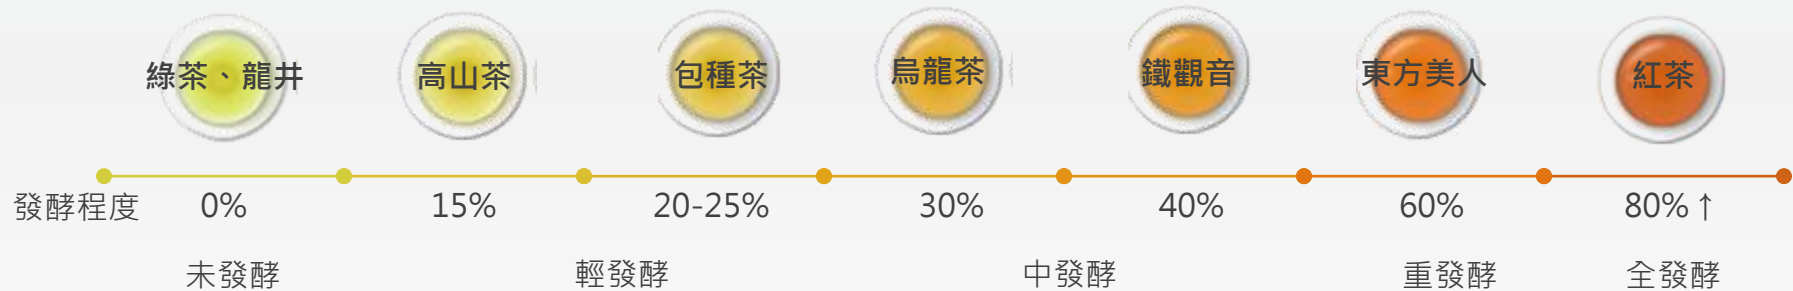 綠茶、龍井 高山茶 包種茶 烏龍茶 鐵觀音 東方美人 紅茶
發酵程度 0% 15% 20-25% 30% 40% 60% 80%↑
未發酵 輕發酵 中發酵 重發酵 全發酵